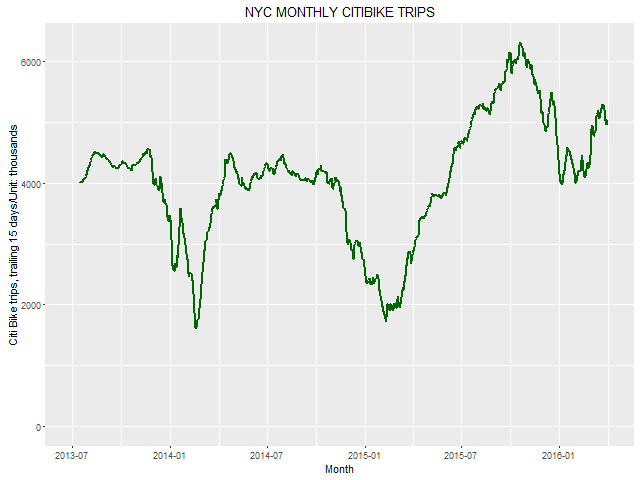 NYC MONTHLY CITIBIKE TRIPS
Citi Bike trips, trailing 15 days/Unit: thousands
6000
4000
2000
0
2013-07 2014-01 2014-07 2015-01 2015-07 2016-01
Month